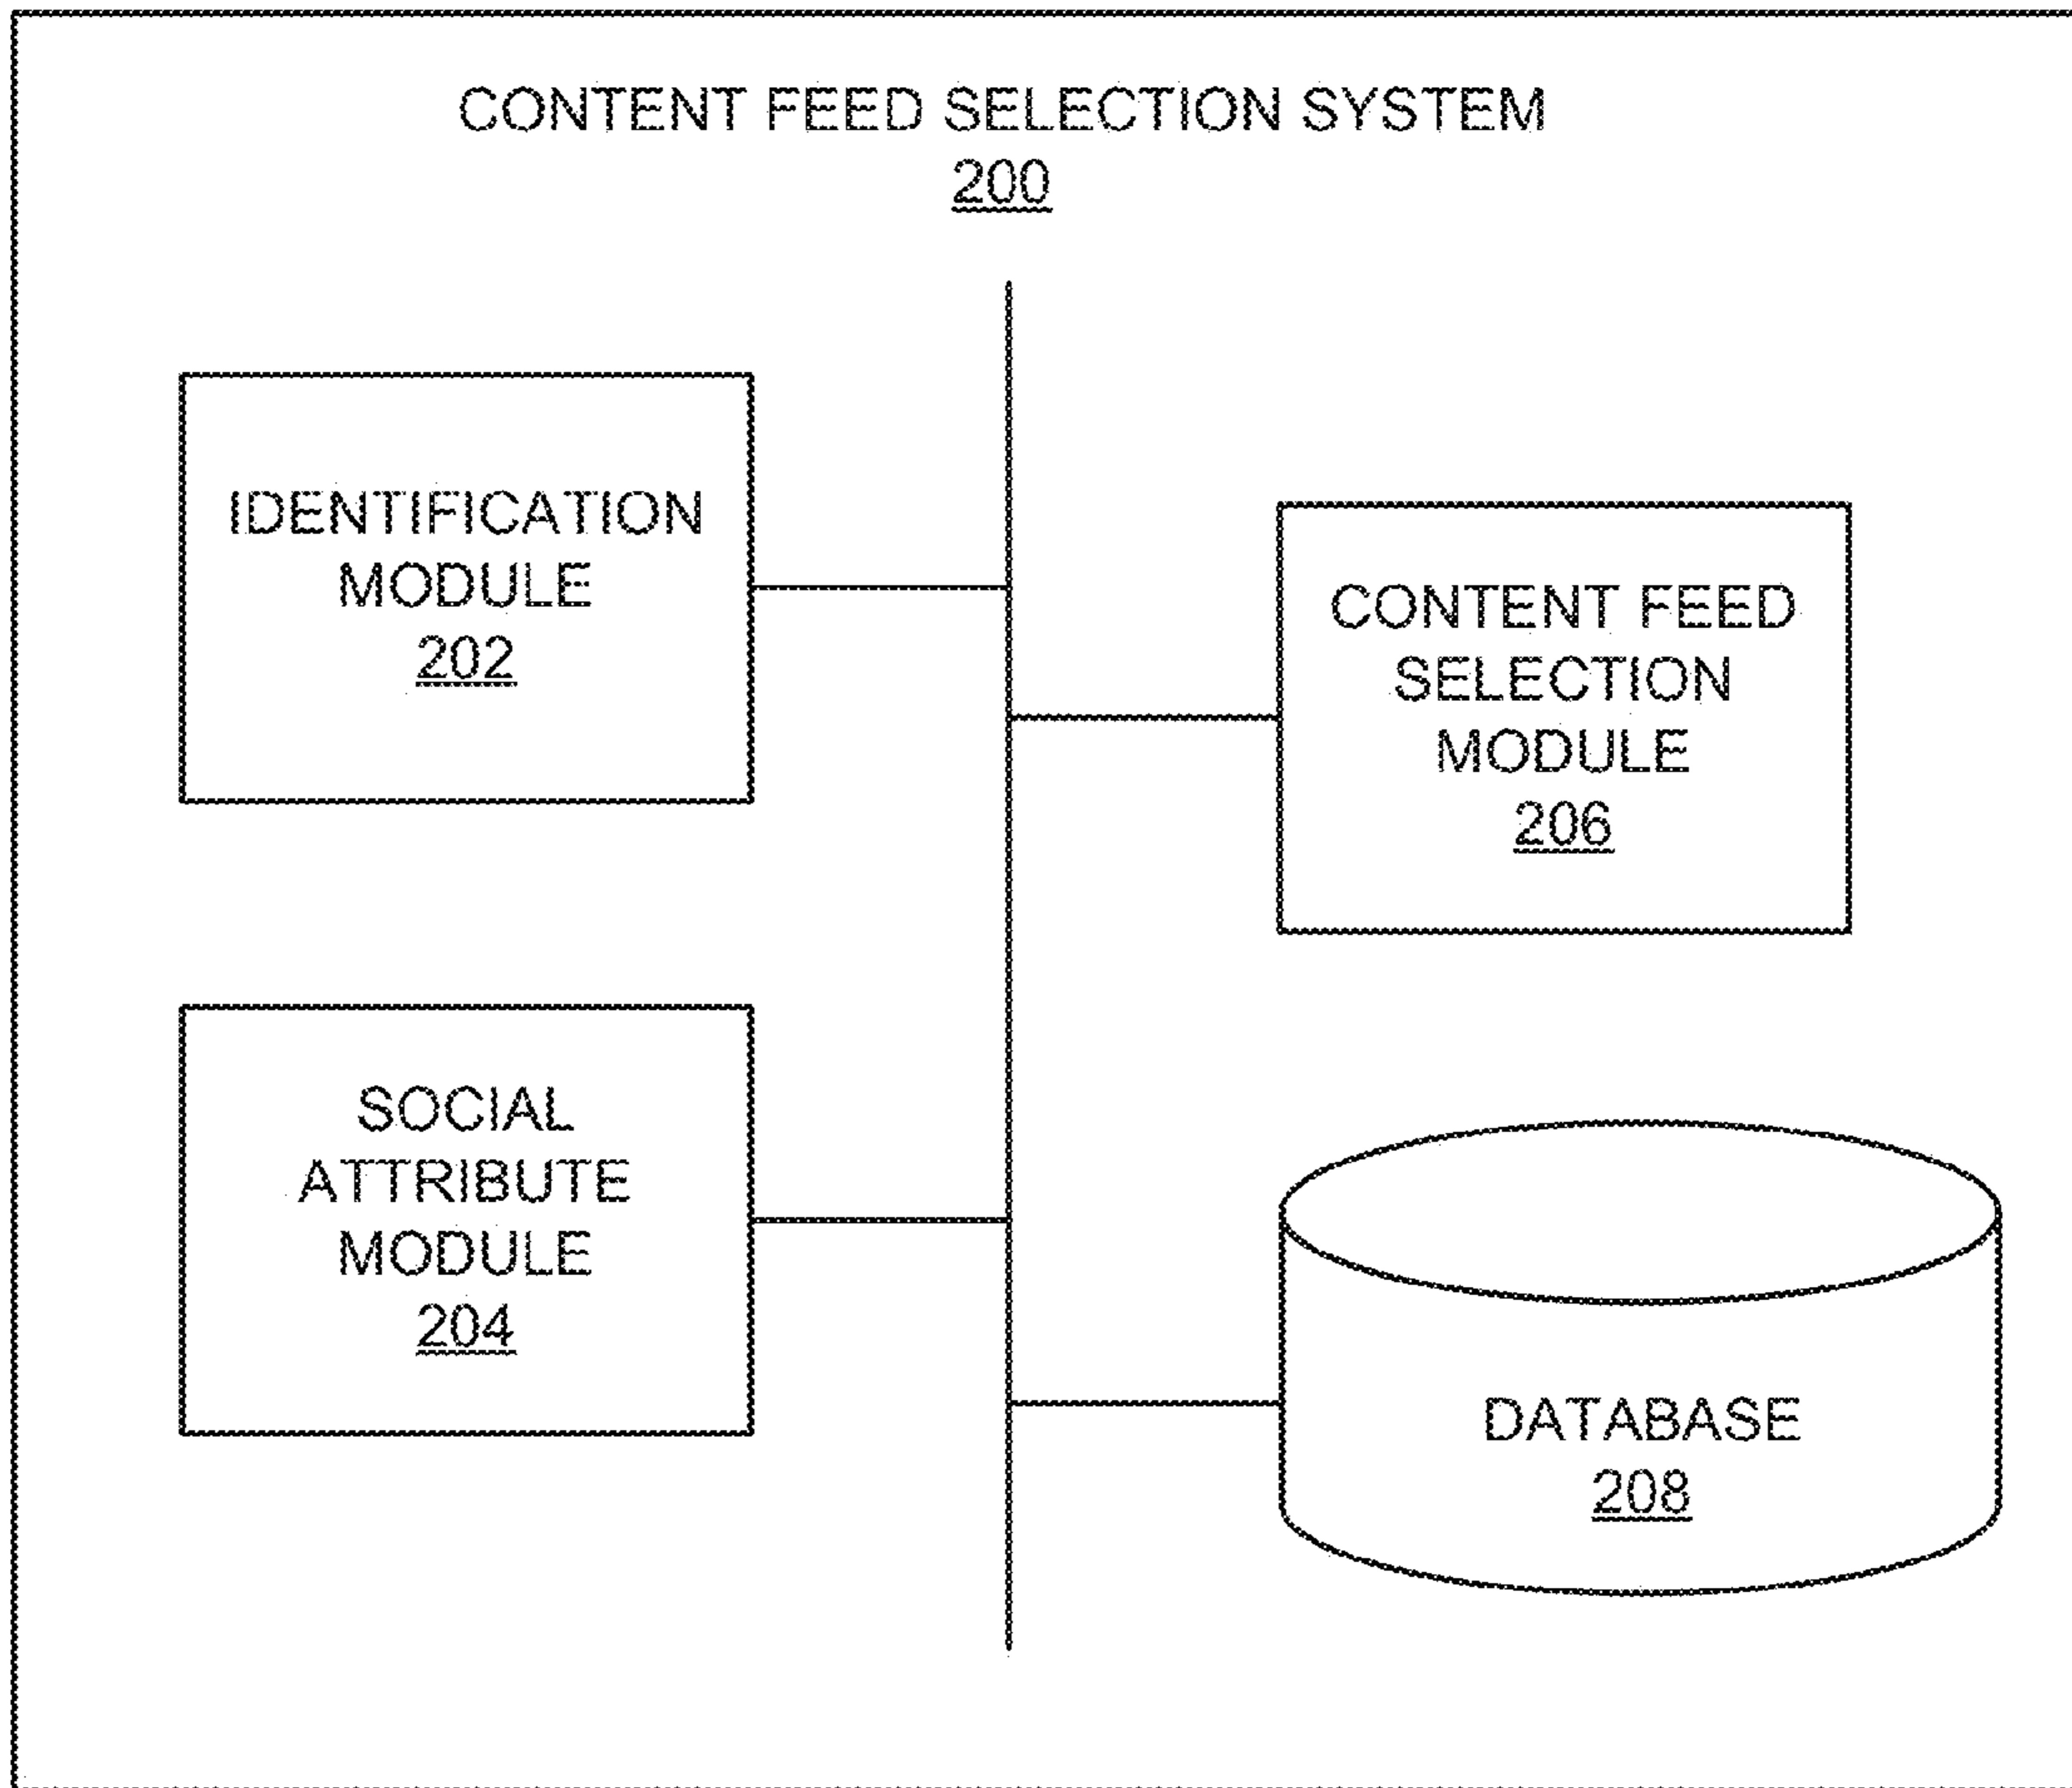 CONTENT FEED SELECTION SYSTEM
200
IDENTIFICATION
MODULE
202
CONTENT FEED
SELECTION
MODULE
206
SOCIAL
ATTRIBUTE
MODULE
204
DATABASE
208